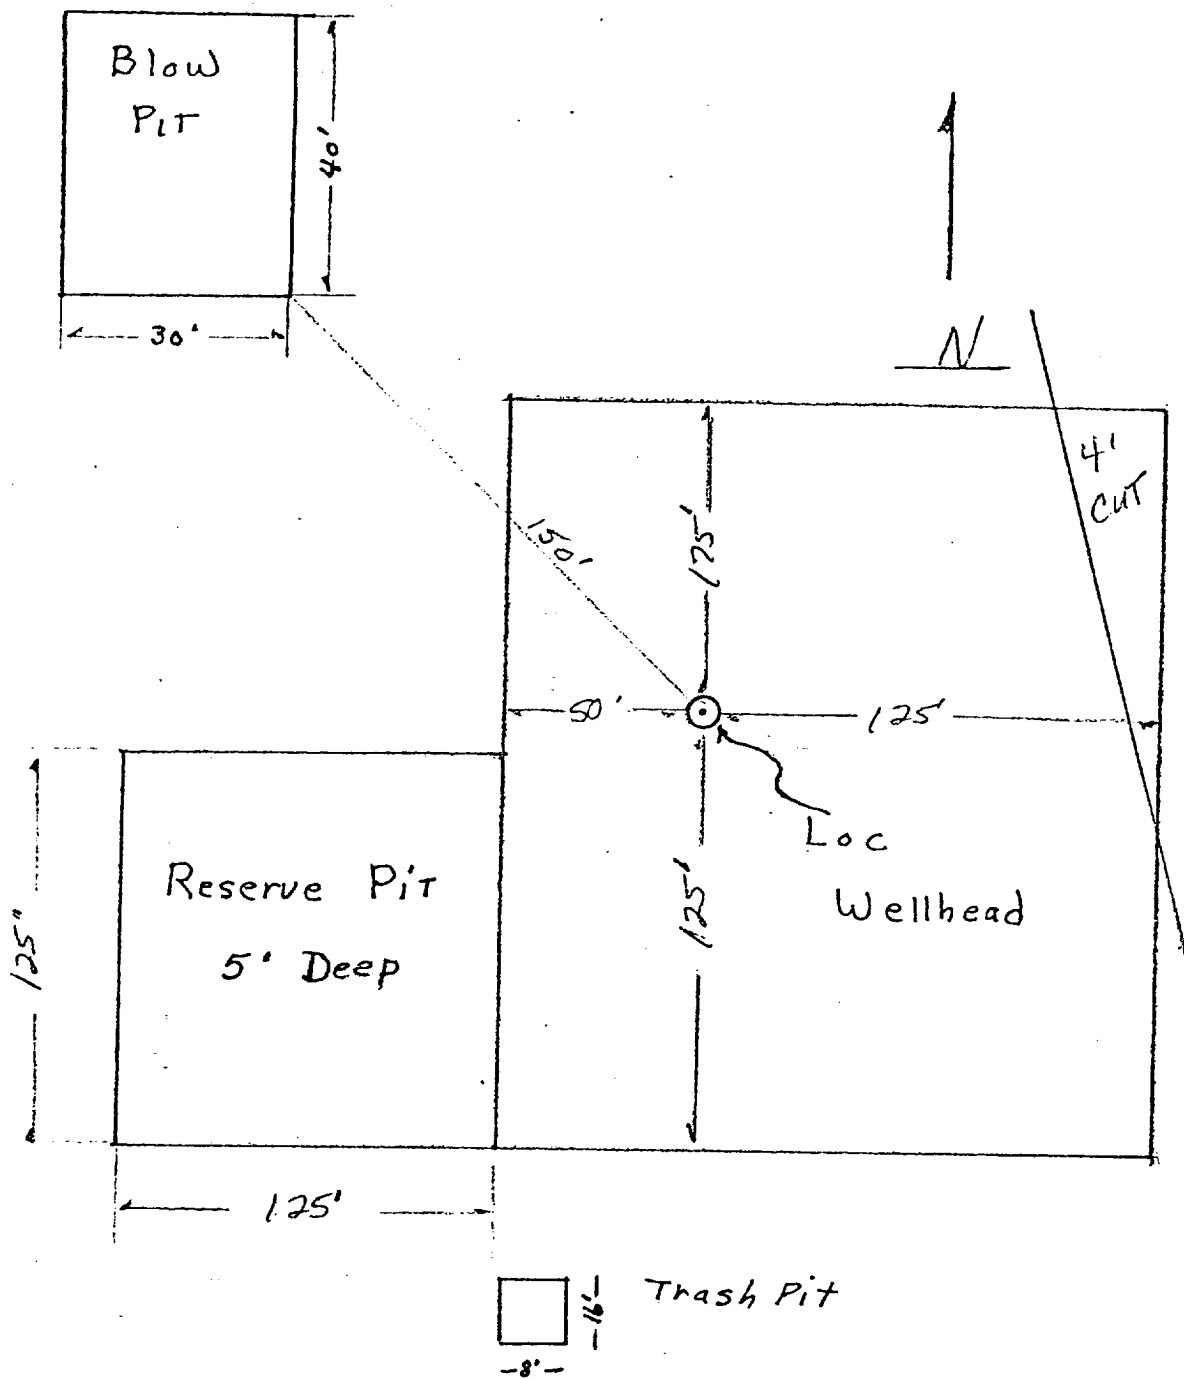 Blow
Pit
40'
30'
N
4'
CUT
175'
150'
50'
125'
Loc
Wellhead
125'
Reserve Pit
5' Deep
125"
125'
Trash Pit
16'
8'